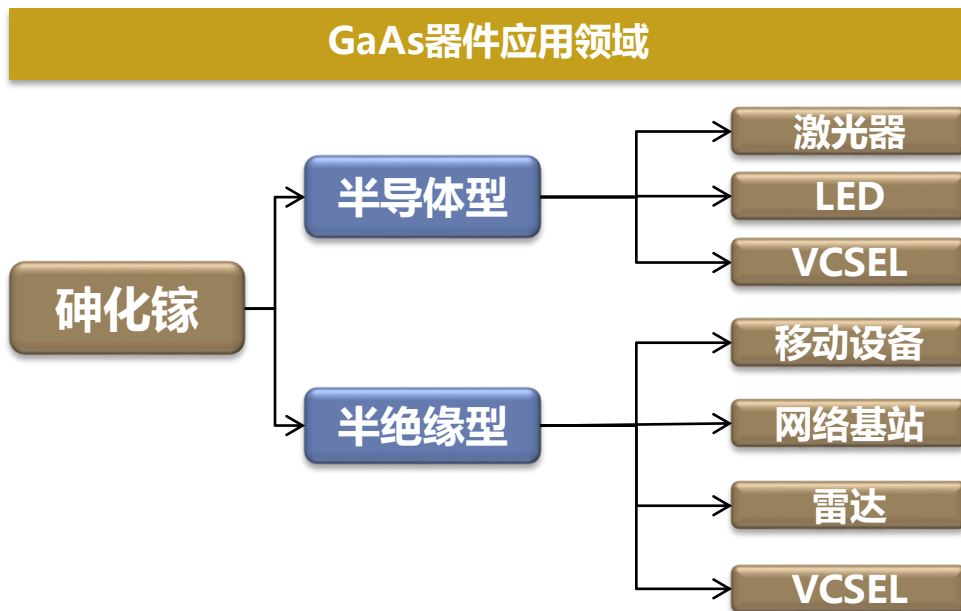 GaAs器件应用领域
砷化镓
半导体型
激光器
LED
VCSEL
半绝缘型
移动设备
网络基站
雷达
VCSEL